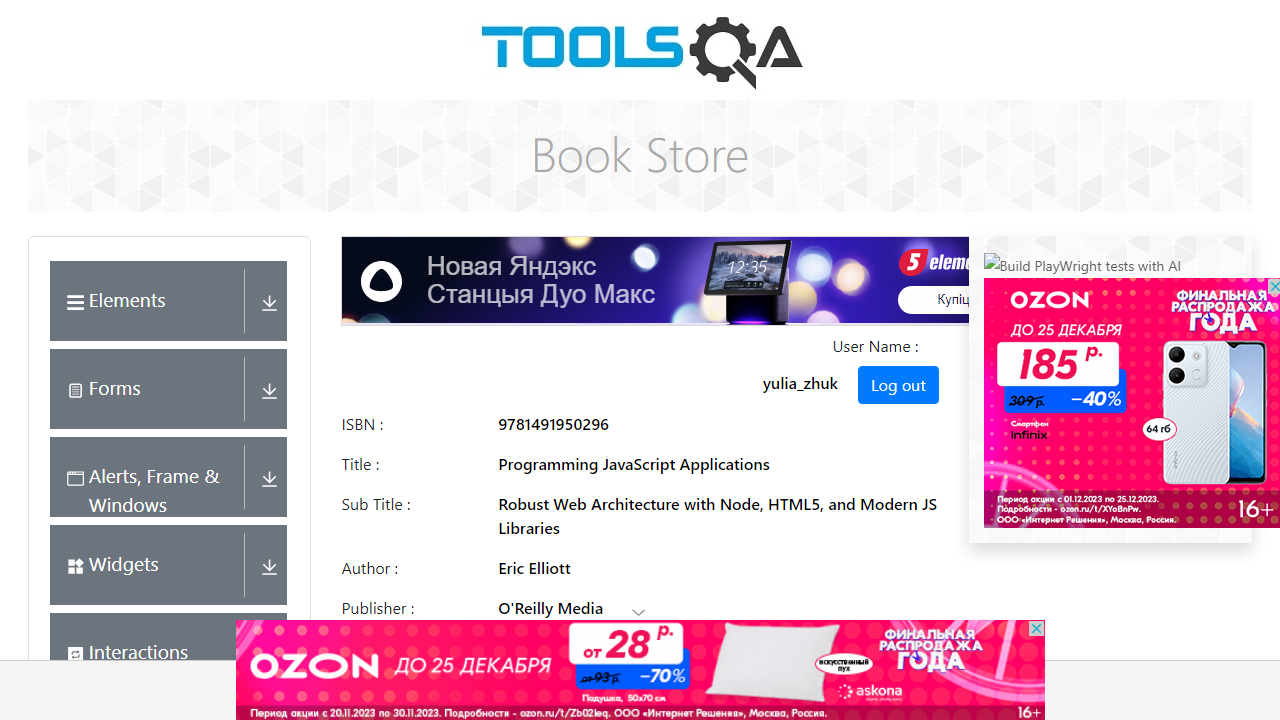 TOOLSQA
Book Store
Elements
Forms
Alerts, Frame &
Windows
Widgets
Interactions
Новая Яндэкс
Станцыя Дуо Макс
12:35
5 eleme
Купіц
User Name :
yulia_zhuk
Log out
ISBN :
9781491950296
Title :
Programming JavaScript Applications
Sub Title :
Robust Web Architecture with Node, HTML5, and Modern JS
Libraries
Author :
Eric Elliott
Publisher :
O'Reilly Media
Build PlayWright tests with AI
OZON
ФИНАЛЬНАЯ
РАСПРОДАЖА
ГОДА
ДО 25 ДЕКАБРЯ
185 р.
309 р.
−40%
Смартфон
Infinix
64 гб
Период акции с 01.12.2023 по 25.12.2023.
Подробности - ozon.ru/t/XYoBnPw.
ООО «Интернет Решения», Москва, Россия.
16+
OZON
ДО 25 ДЕКАБРЯ
от 28 р.
от 93 р.
−70%
Подушка, 50х70 см
искусственный
пух
ФИНАЛЬНАЯ
РАСПРОДАЖА
ГОДА
askona
Период акции с 20.11.2023 по 30.11.2023. Подробности - ozon.ru/t/Zb02leq. ООО «Интернет Решения», Москва, Россия.
16+